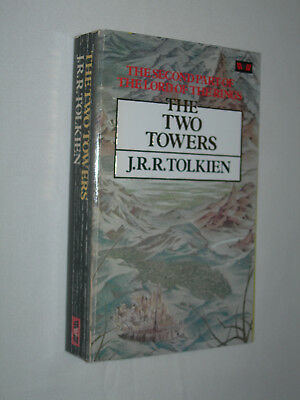 THE SECOND PART OF
THE LORD OF THE RINGS
THE
TWO
TOWERS
J.R.R. TOLKIEN
THE TWO TOWERS
J.R.R. TOLKIEN